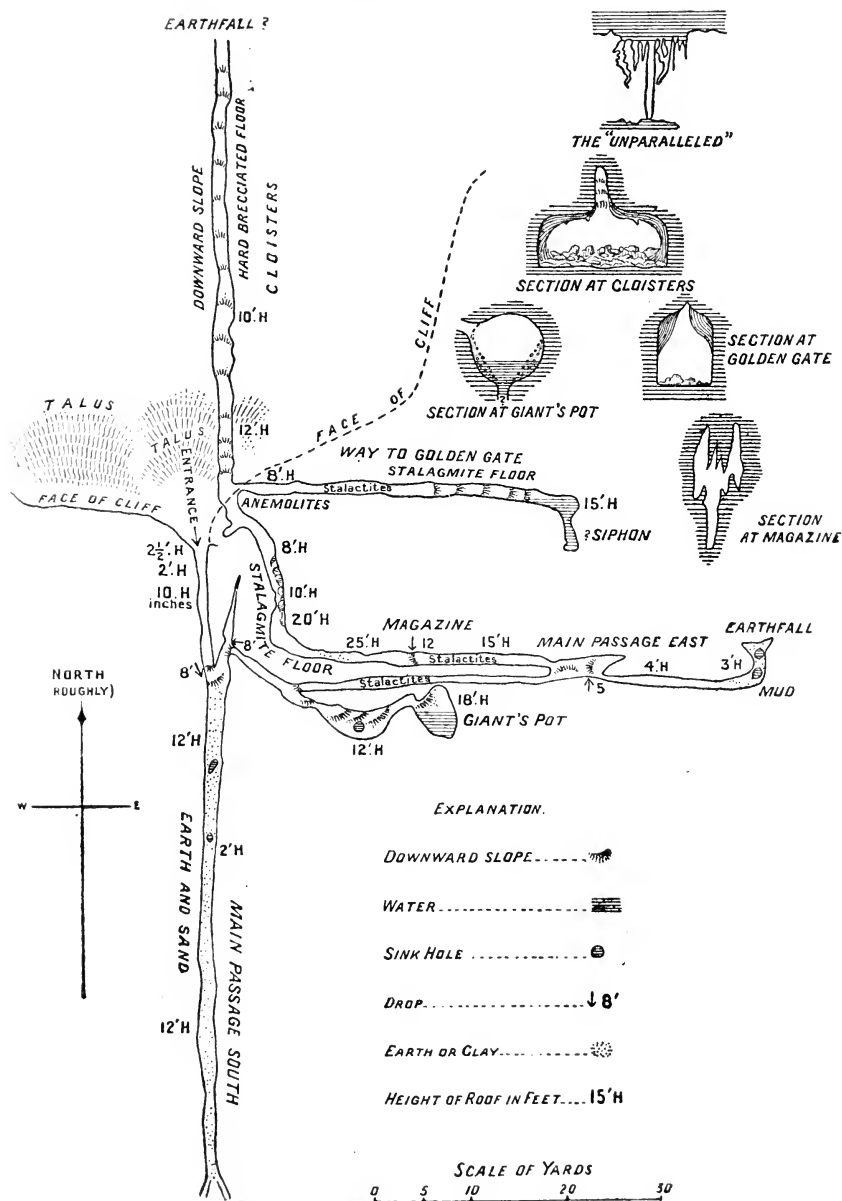 EARTHFALL ?
DOWNWARD SLOPE
HARD BRECCIATED FLOOR
CLOISTERS
10'.H
12'.H
THE "UNPARALLELED"
SECTION AT CLOISTERS
SECTION AT
GOLDEN GATE
?
SECTION AT GIANT'S POT
SECTION
AT MAGAZINE
FACE OF CLIFF
TALUS
TALUS
ENTRANCE
FACE OF CLIFF
WAY TO GOLDEN GATE
STALAGMITE FLOOR
8'.H
Stalactites
15'.H
? SIPHON
ANEMOLITES
2½'.H
2'.H
10.H
inches
8'.H
10'.H
20'H
STALAGMITE FLOOR
25'.H
MAGAZINE
12
15'H
MAIN PASSAGE EAST
EARTHFALL
Stalactites
4'.H
3'H
MUD
5
8'
8'
Stalactites
18'.H
GIANT'S POT
12'.H
NORTH
ROUGHLY)
W
E
12'H
2'H
EARTH AND SAND
MAIN PASSAGE SOUTH
12'H
EXPLANATION.
DOWNWARD SLOPE
WATER
SINK HOLE
DROP 8'
EARTH OR CLAY
HEIGHT OF ROOF IN FEET 15'H
SCALE OF YARDS
0 5 10 20 30